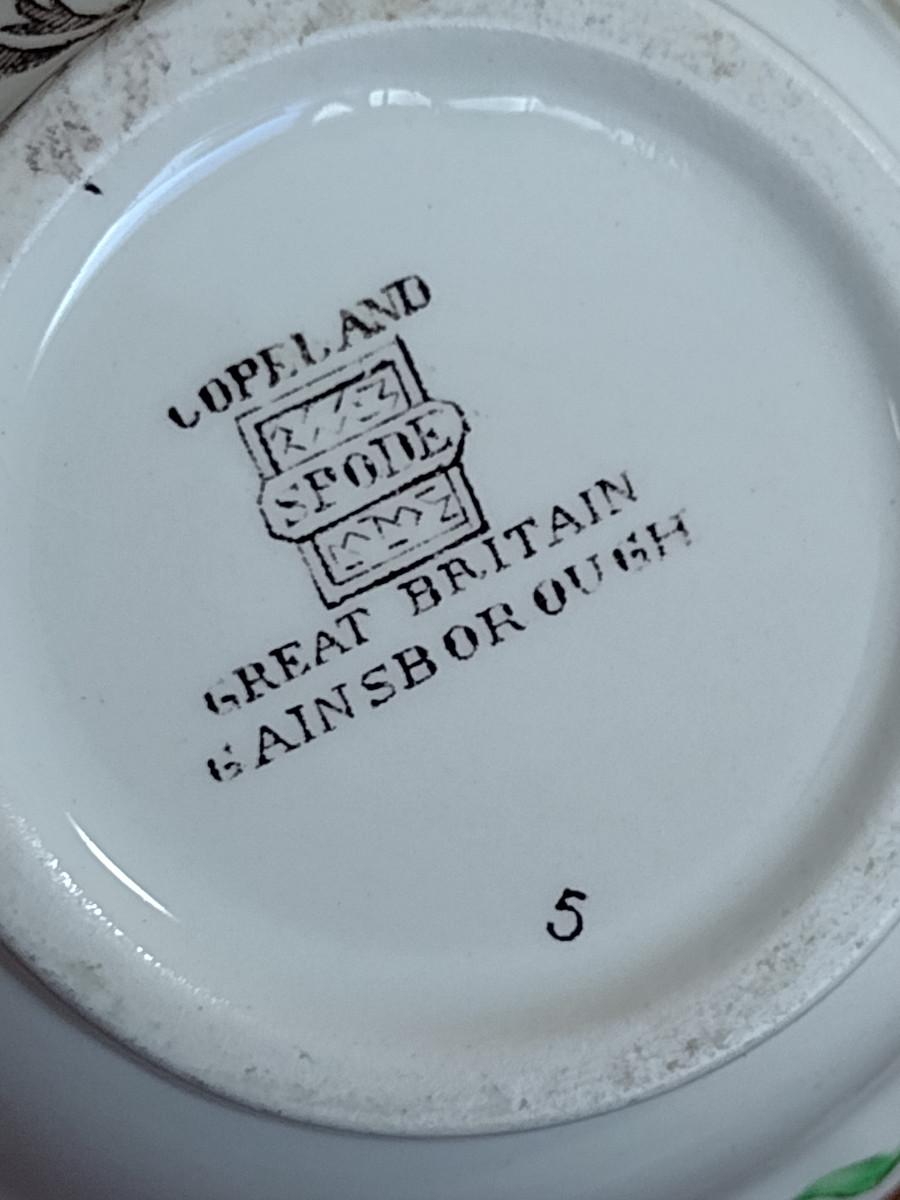 COPELAND
SPODE
GREAT BRITAIN
GAINSBOROUGH
5